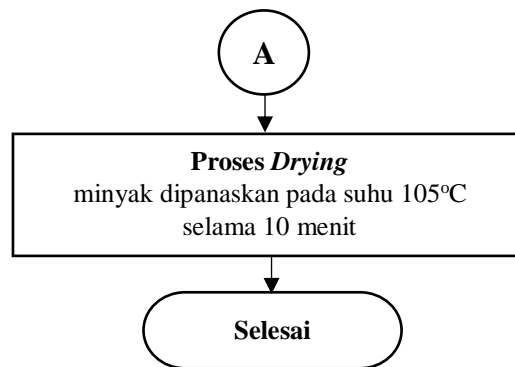 A
Proses Drying
minyak dipanaskan pada suhu 105°C
selama 10 menit
Selesai